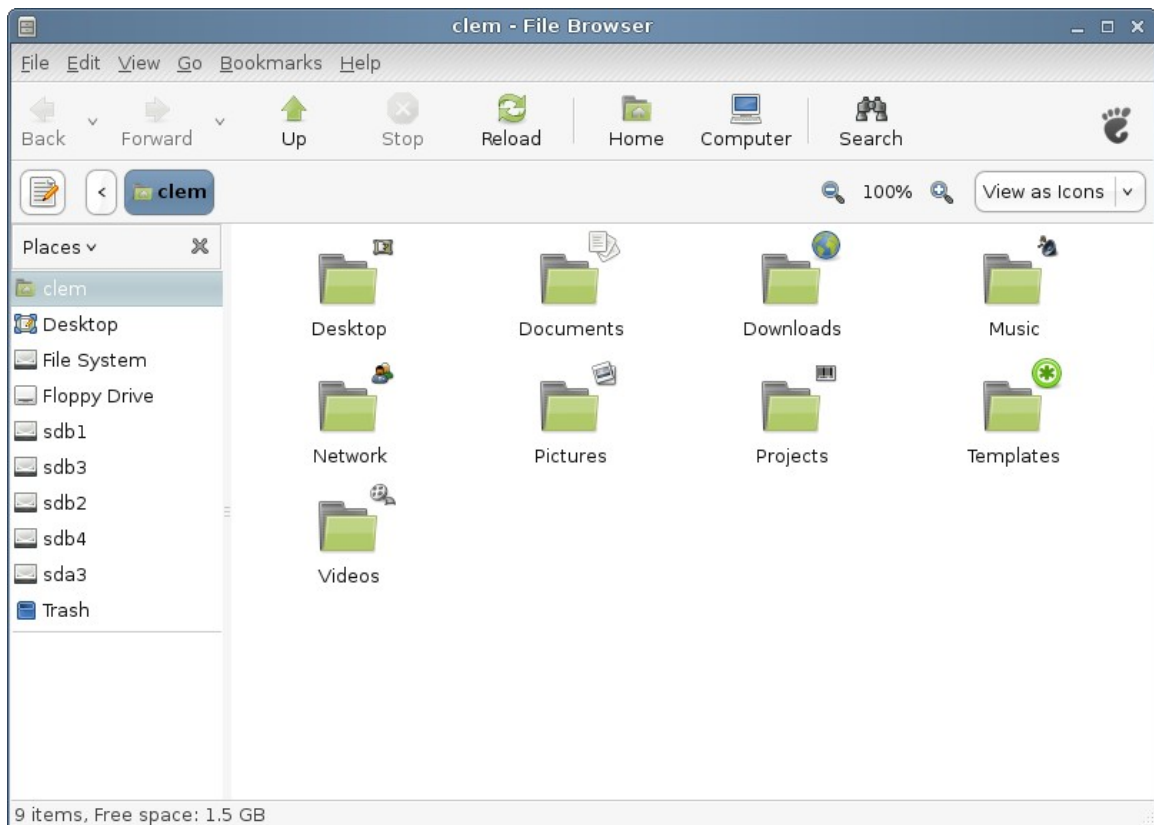 clem - File Browser
File Edit View Go Bookmarks Help
Back Forward Up Stop Reload Home Computer Search
clem 100% View as Icons
Places
clem
Desktop
File System
Floppy Drive
sdb1
sdb3
sdb2
sdb4
sda3
Trash
Desktop Documents Downloads Music
Network Pictures Projects Templates
Videos
9 items, Free space: 1.5 GB